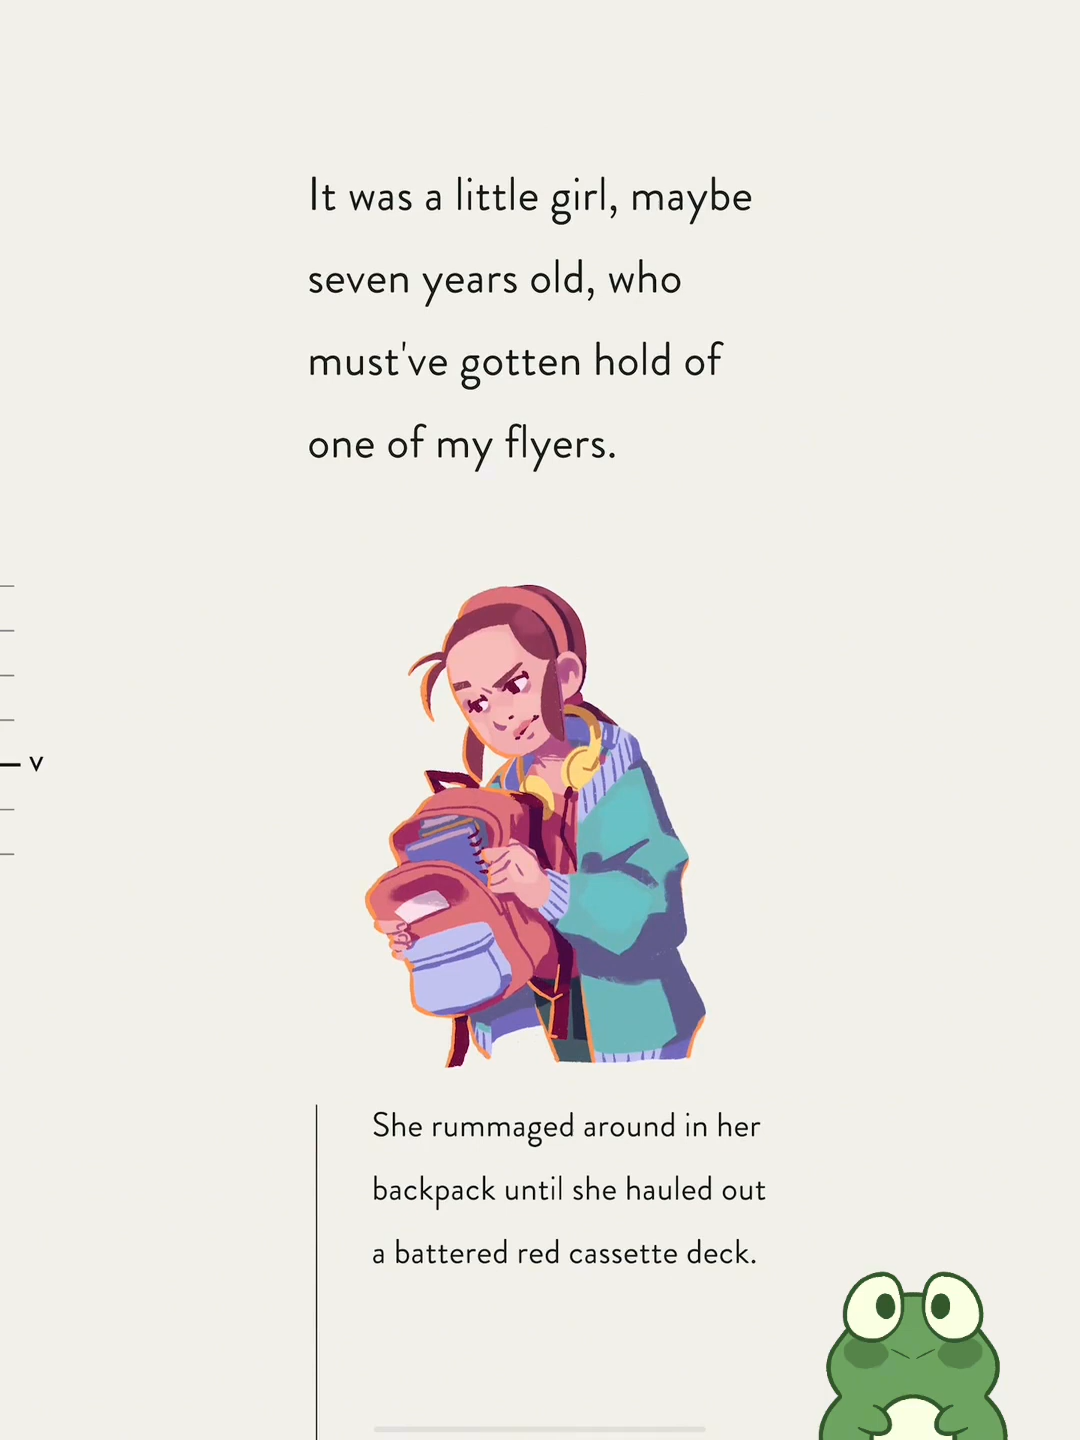 It was a little girl, maybe
seven years old, who
must've gotten hold of
one of my flyers.
v
She rummaged around in her
backpack until she hauled out
a battered red cassette deck.